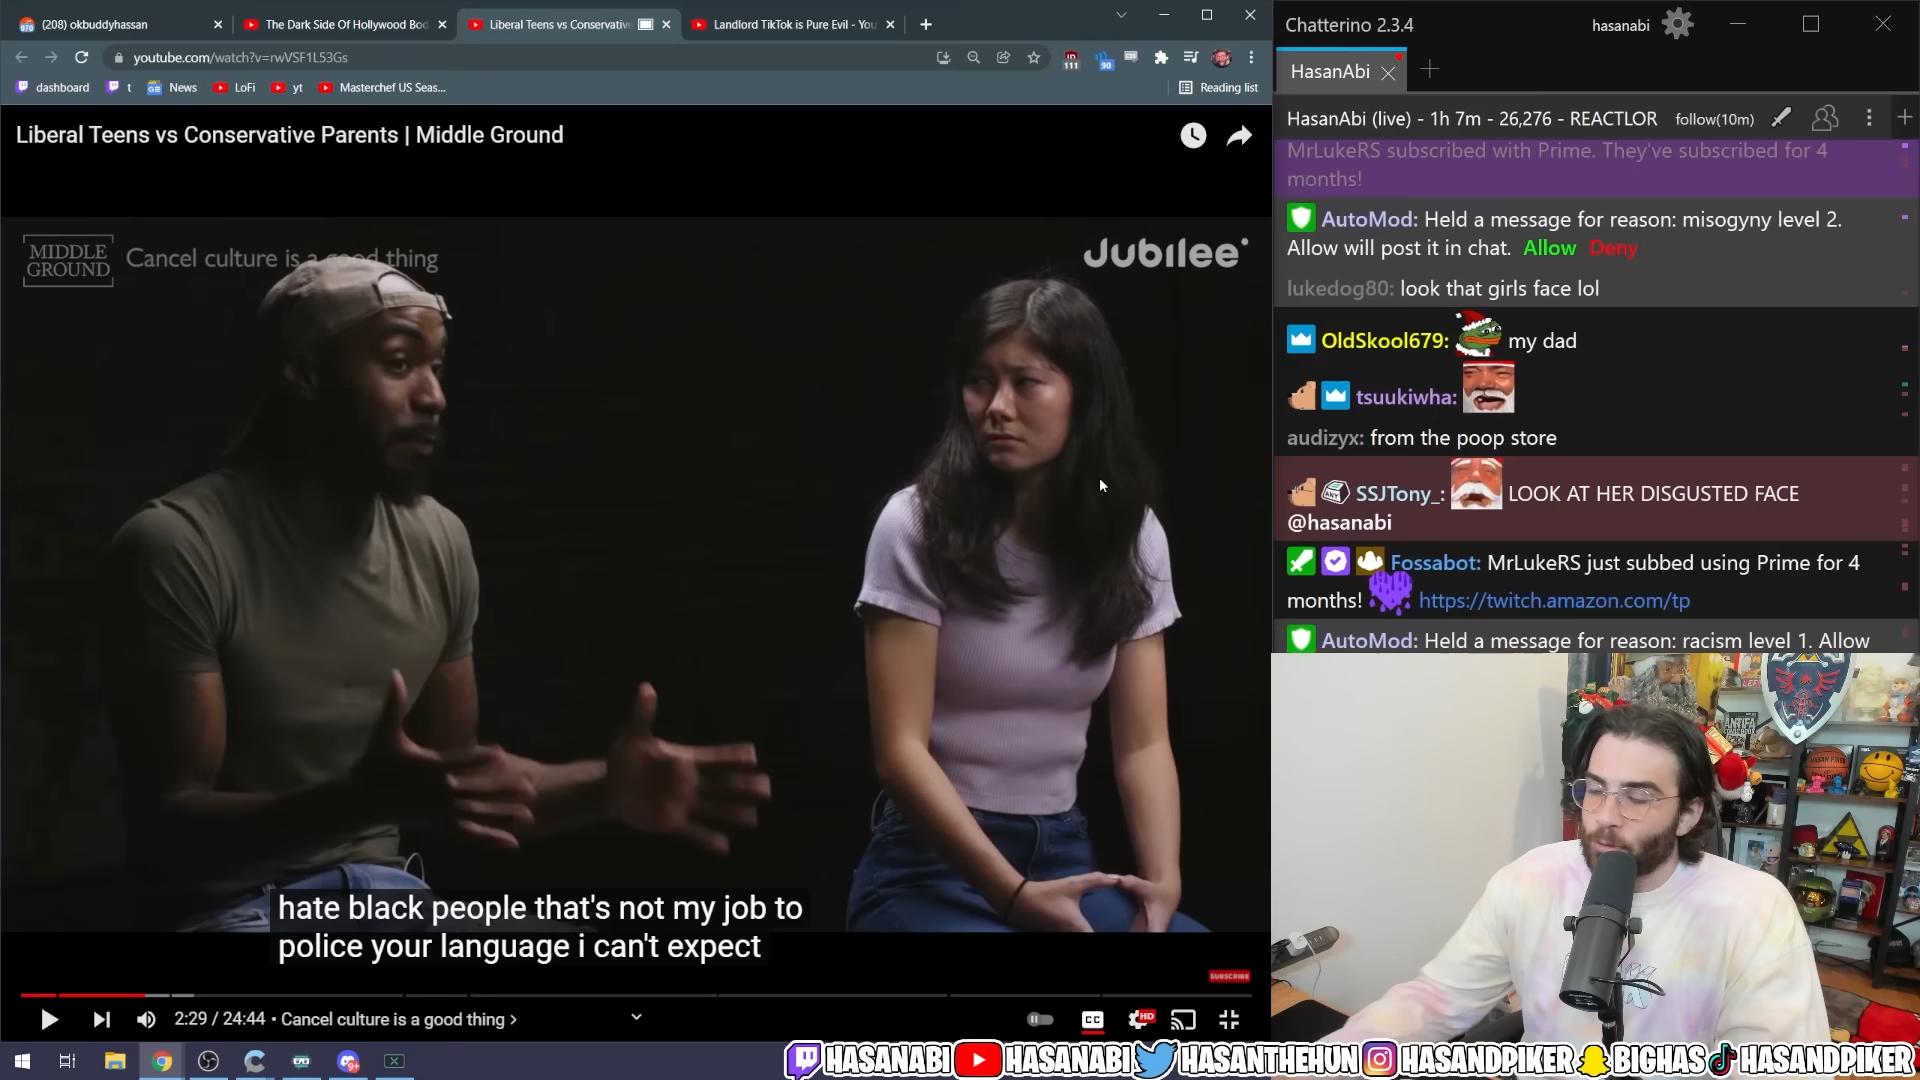 (208) okbuddyhassan
The Dark Side Of Hollywood Bod
Liberal Teens vs Conservative
Landlord TikTok is Pure Evil - You
youtube.com/watch?v=rwVSF1L53Gs
111
90
dashboard
t
News
LoFi
yt
Masterchef US Seas...
Reading list
Liberal Teens vs Conservative Parents | Middle Ground
MIDDLE
GROUND
Cancel culture is a good thing
Jubilee
hate black people that's not my job to
police your language i can't expect
SUBSCRIBE
2:29 / 24:44 • Cancel culture is a good thing >
CC
HD
Chatterino 2.3.4
hasanabi
HasanAbi
HasanAbi (live) - 1h 7m - 26,276 - REACTLOR
follow(10m)
MrLukeRS subscribed with Prime. They've subscribed for 4
months!
AutoMod: Held a message for reason: misogyny level 2.
Allow will post it in chat. Allow Deny
lukedog80: look that girls face lol
OldSkool679: my dad
tsuukiwha:
audizyx: from the poop store
SSJTony_: LOOK AT HER DISGUSTED FACE
@hasanabi
Fossabot: MrLukeRS just subbed using Prime for 4
months! https://twitch.amazon.com/tp
AutoMod: Held a message for reason: racism level 1. Allow
ANTIFA
HASANABI HASANABI HASANTHEHUN HASANDPIKER BIGHAS HASANDPIKER